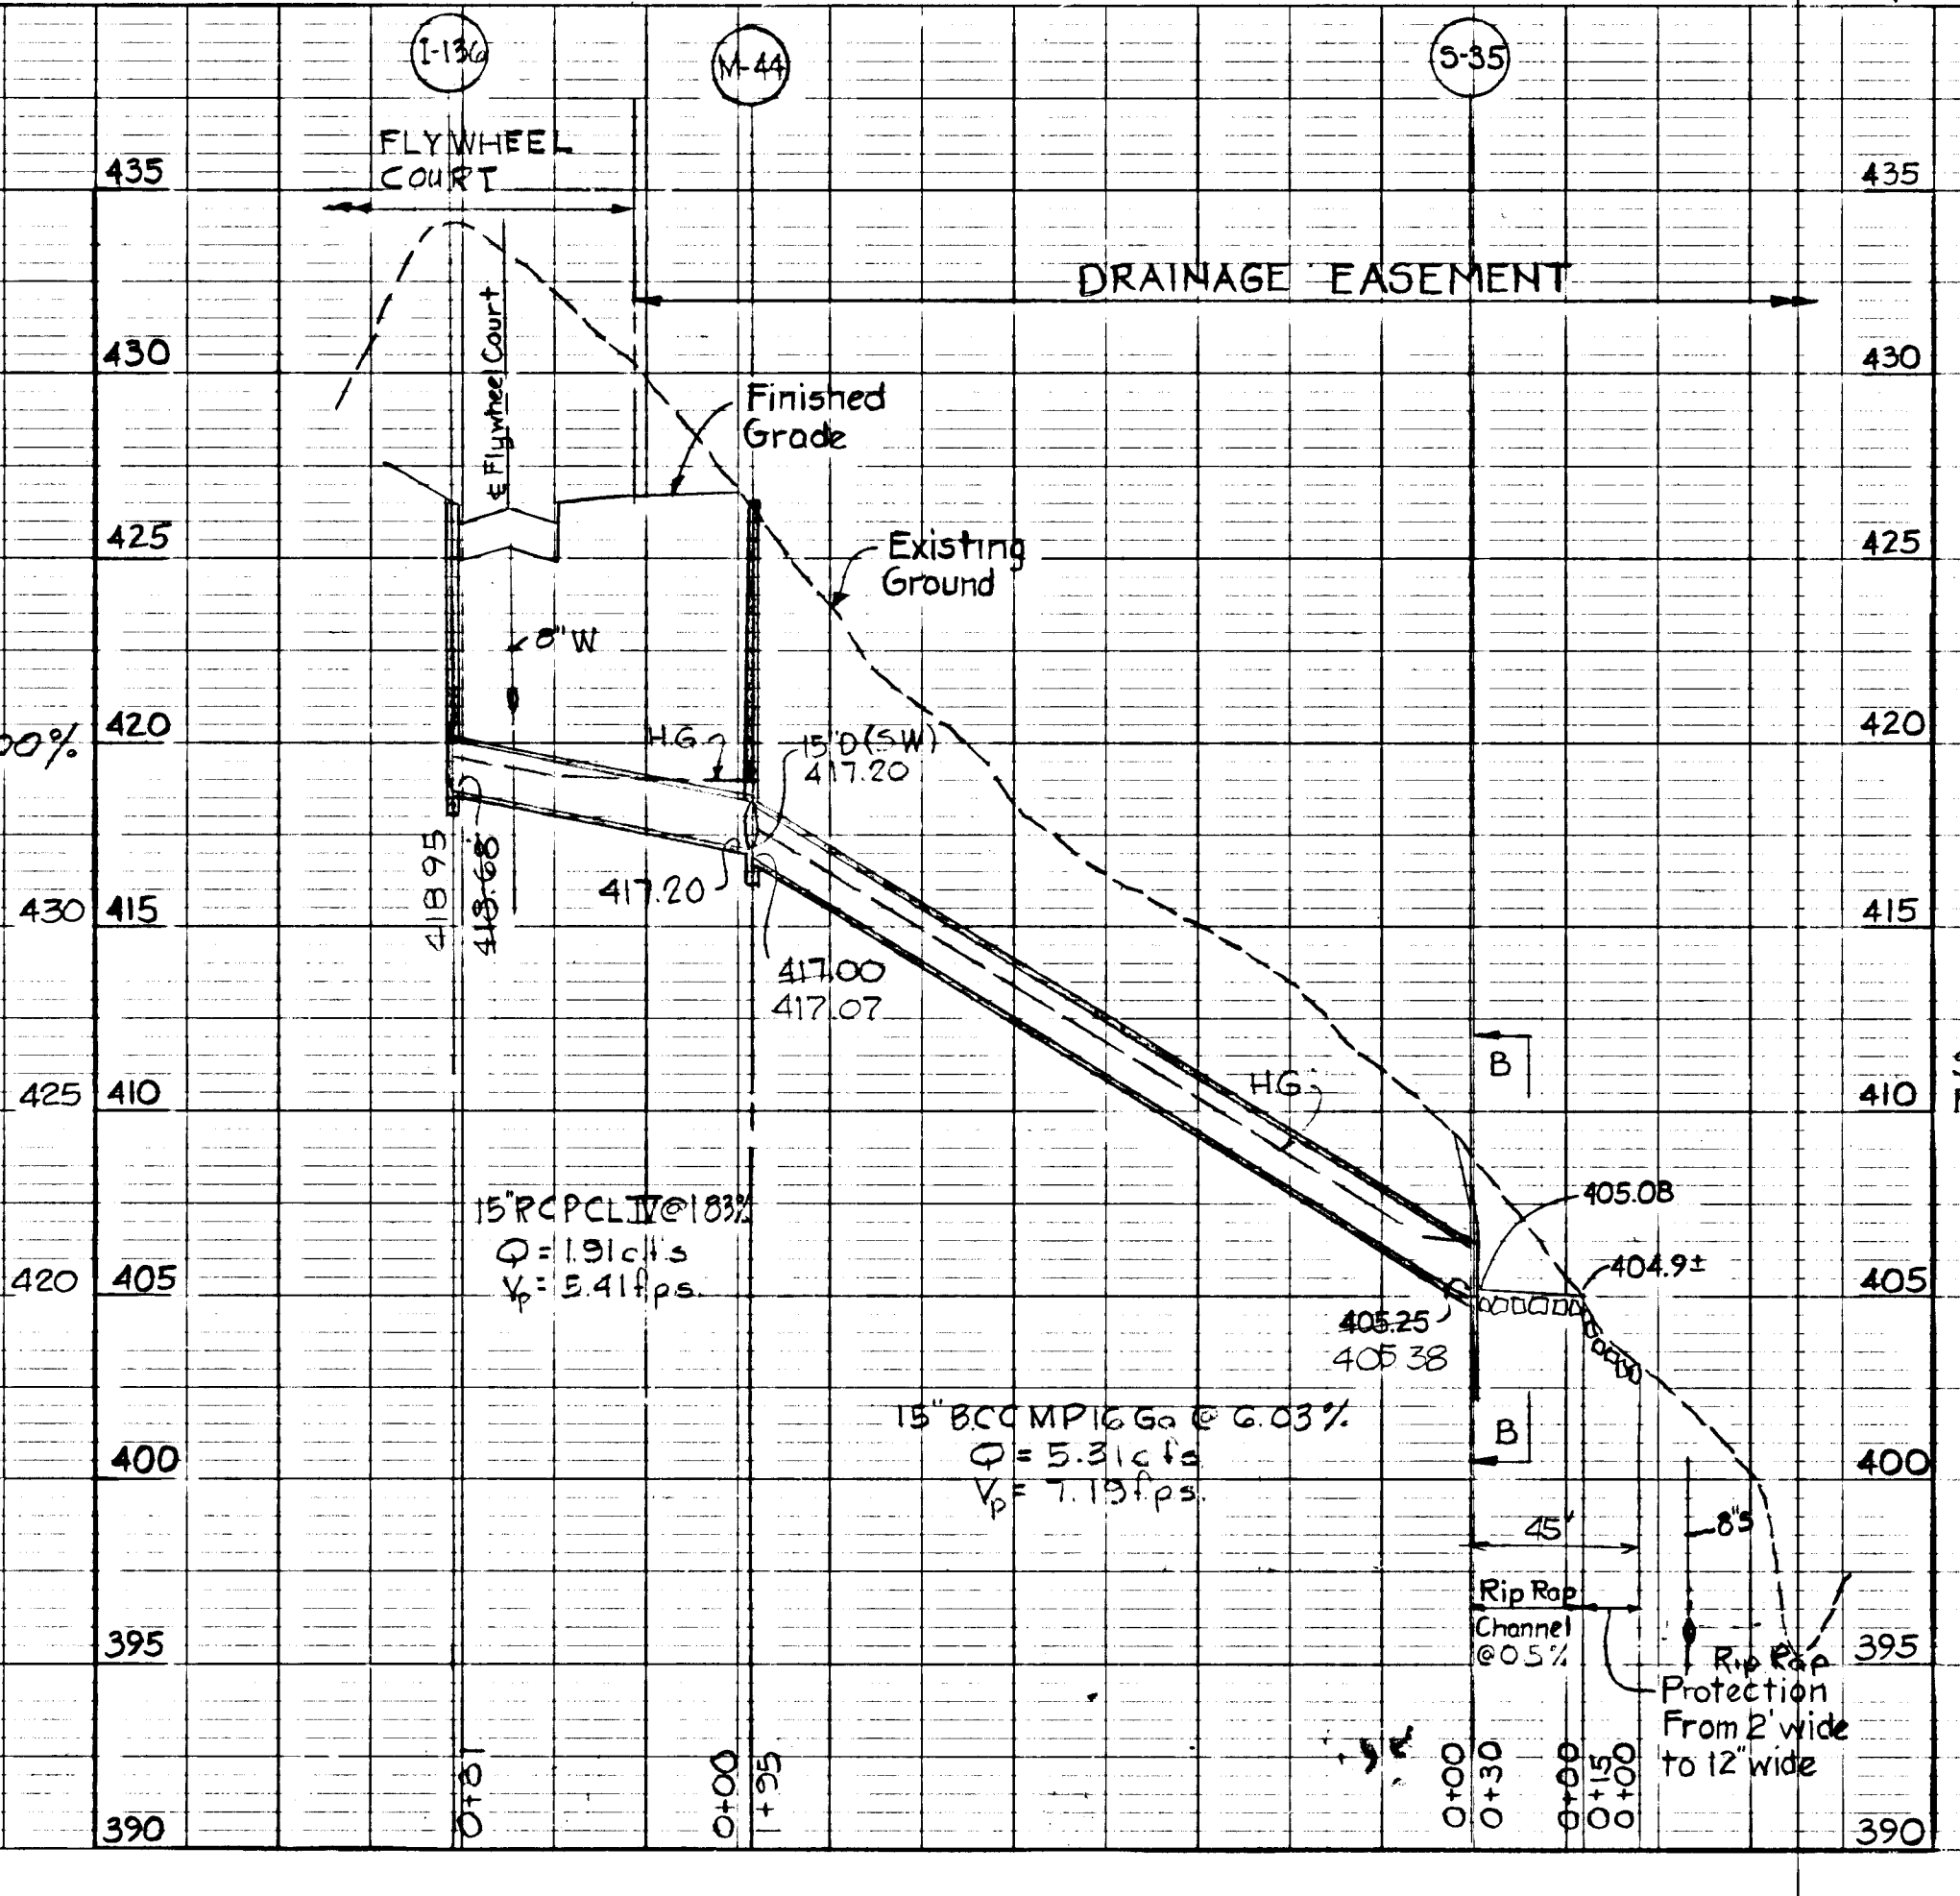 I-136
M-44
S-35
FLYWHEEL
COURT
435
435
DRAINAGE EASEMENT
430
430
℄ Flywheel Court
Finished
Grade
425
425
Existing
Ground
8"W
00%
420
420
H.G.
15"D(SW)
417.20
418.95
418.68
417.20
430
415
415
417.00
417.07
425
410
410
B
H.G.
15"RCPCL IV@1.83%
Q = 1.91 cfs
Vp = 5.41 fps.
405.08
404.9±
420
405
405
405.25
405.38
15"BCCMP16Ga @ 6.03%
Q = 5.31 cfs
Vp = 7.19 fps.
B
400
400
45'
8"S
Rip Rap
Channel
@0.5%
395
395
Rip Rap
Protection
From 2' wide
to 12" wide
0+81
0+00
1+95
0+00
0+30
0+00
0+15
0+00
390
390